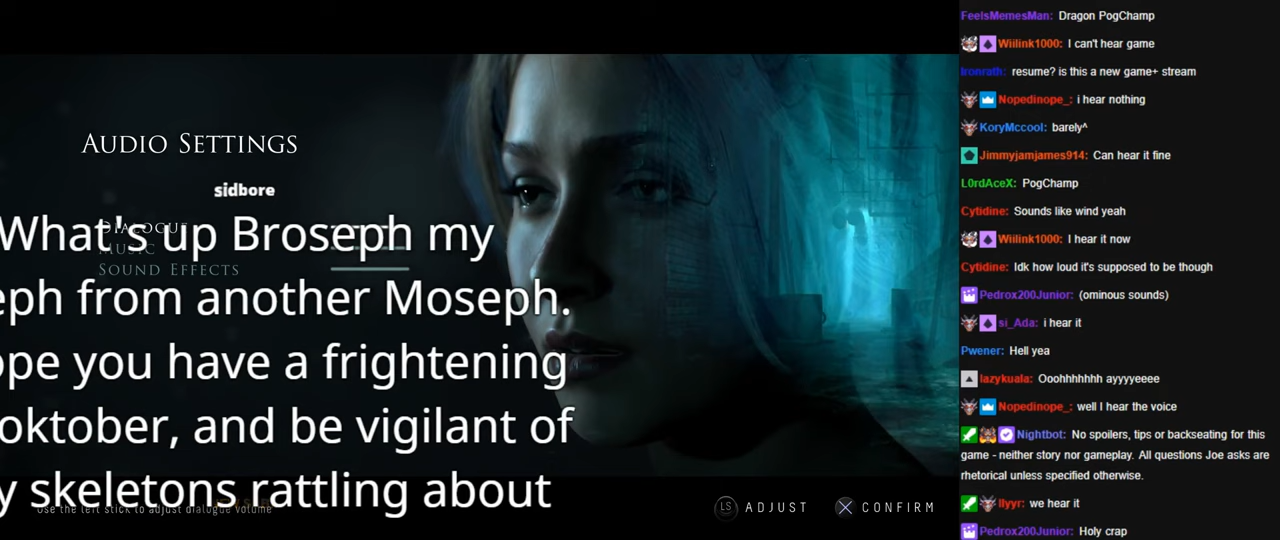 AUDIO SETTINGS
sidbore
What's up Broseph my
eph from another Moseph.
ope you have a frightening
oktober, and be vigilant of
y skeletons rattling about
DIALOGUE
MUSIC
SOUND EFFECTS
Use the left stick to adjust dialogue volume
LS ADJUST
X CONFIRM
FeelsMemesMan: Dragon PogChamp
Wiilink1000: I can't hear game
Ironrath: resume? is this a new game+ stream
Nopedinope_: i hear nothing
KoryMccool: barely^
Jimmyjamjames914: Can hear it fine
L0rdAceX: PogChamp
Cytidine: Sounds like wind yeah
Wiilink1000: I hear it now
Cytidine: Idk how loud it's supposed to be though
Pedrox200Junior: (ominous sounds)
si_Ada: i hear it
Pwener: Hell yea
lazykuala: Ooohhhhhhh ayyyyeeee
Nopedinope_: well I hear the voice
Nightbot: No spoilers, tips or backseating for this
game - neither story nor gameplay. All questions Joe asks are
rhetorical unless specified otherwise.
llyyr: we hear it
Pedrox200Junior: Holy crap